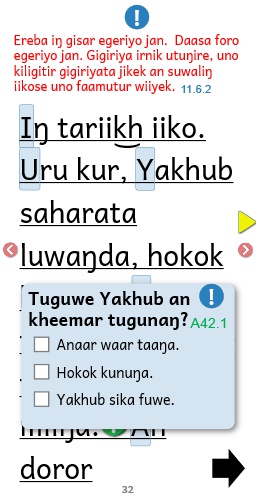 !
Ereba iŋ gisar egeriyo jan. Daasa foro
egeriyo jan. Gigiriya irnik utuŋire, uno
kiligitir gigiriyata jikek an suwaliŋ
iikose uno faamutur wiiyek. 11.6.2
Iŋ tariikh iiko.
Uru kur, Yakhub
saharata
luwaŋda, hokok
!
Tuguwe Yakhub an
kheemar tugunaŋ? A42.1
Anaar waar taaŋa.
Hokok kunuŋa.
Yakhub sika fuwe.
An
doror
32